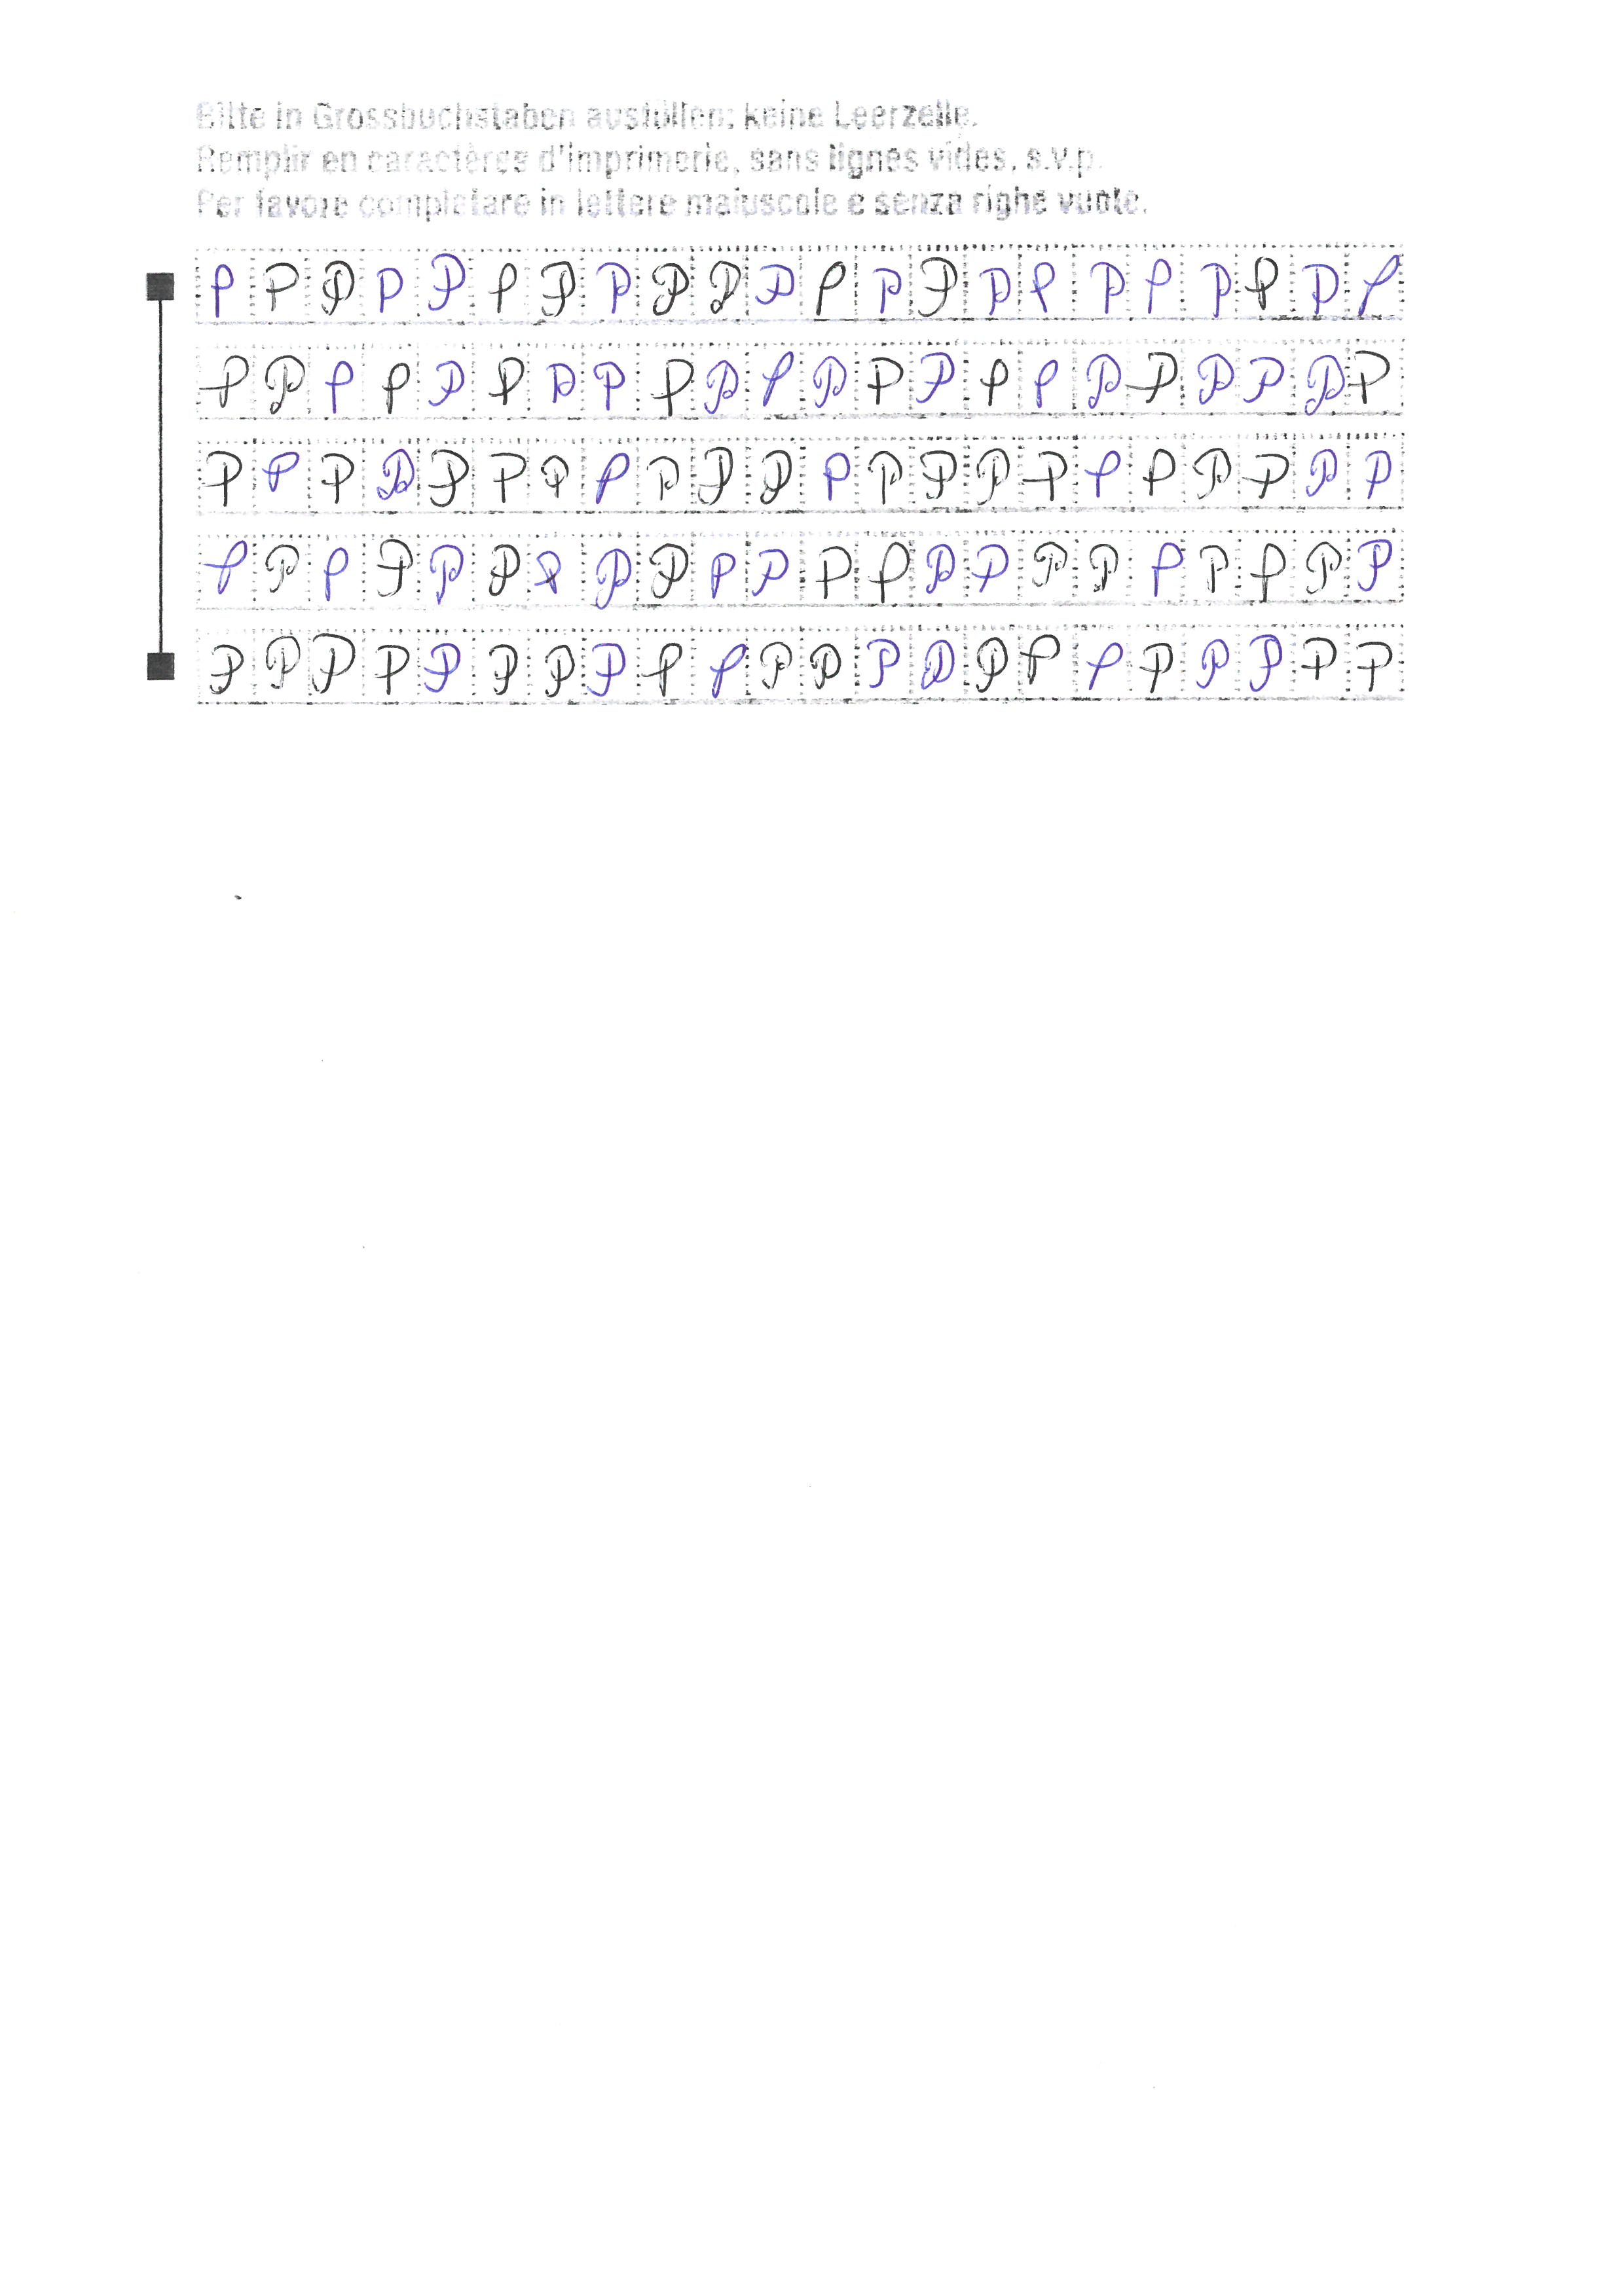 Bitte in Grossbuchstaben ausfüllen; keine Leerzeile.
Remplir en caractères d'imprimerie, sans lignes vides, s.v.p.
Per favore completare in lettere maiuscole e senza righe vuote.
P P P P P P P P P P P P P P P P P P P P P P
P P P P P P P P P P P P P P P P P P P P P P
P P P P P P P P P P P P P P P P P P P P P P
P P P P P P P P P P P P P P P P P P P P P P
P P P P P P P P P P P P P P P P P P P P P P